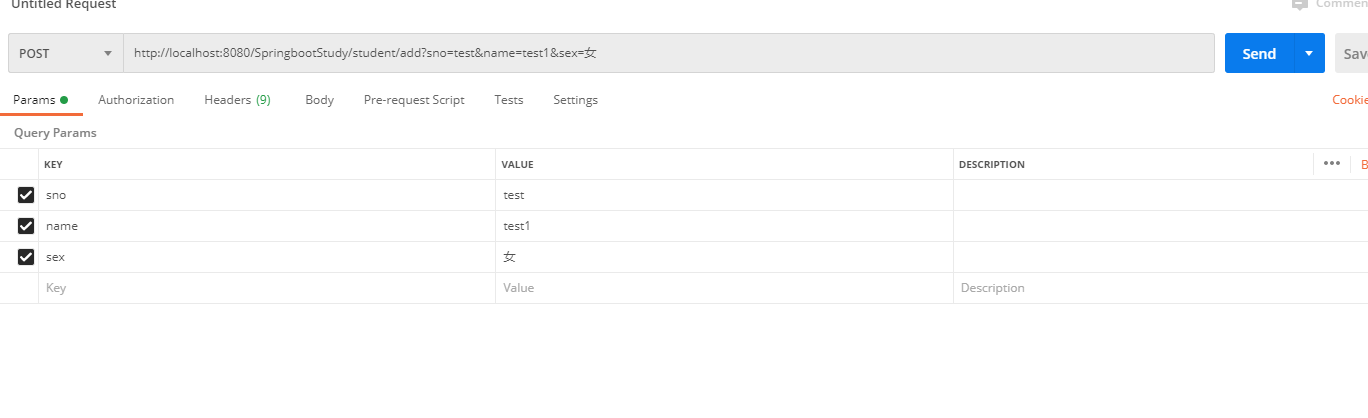 Untitled Request
Commen
POST http://localhost:8080/SpringbootStudy/student/add?sno=test&name=test1&sex=女 Send Sav
Params Authorization Headers (9) Body Pre-request Script Tests Settings Cookie
Query Params
KEY VALUE DESCRIPTION ••• B
sno test
name test1
sex 女
Key Value Description